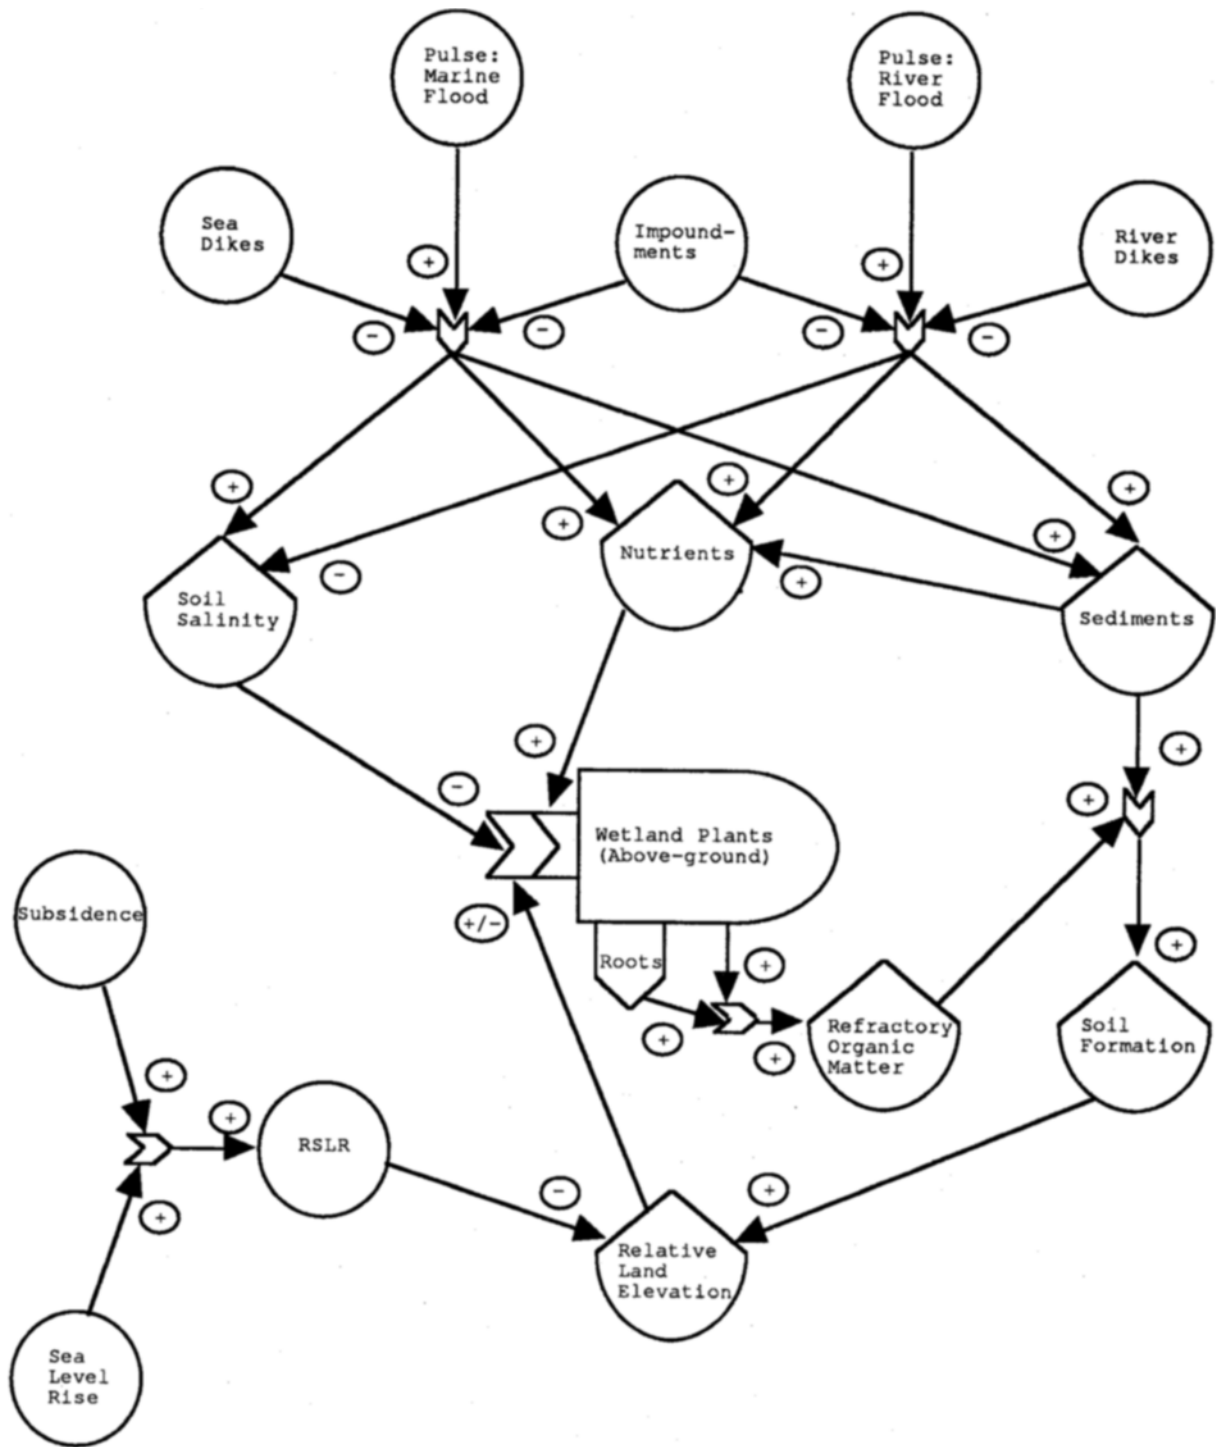 Pulse:
Marine
Flood
Pulse:
River
Flood
Sea
Dikes
Impound-
ments
River
Dikes
+
+
-
-
-
-
+
+
+
+
+
-
+
Soil
Salinity
Nutrients
Sediments
+
+
-
+
Wetland Plants
(Above-ground)
Subsidence
+/-
Roots
+
+
+
+
Refractory
Organic
Matter
Soil
Formation
+
+
RSLR
+
-
+
Relative
Land
Elevation
Sea
Level
Rise